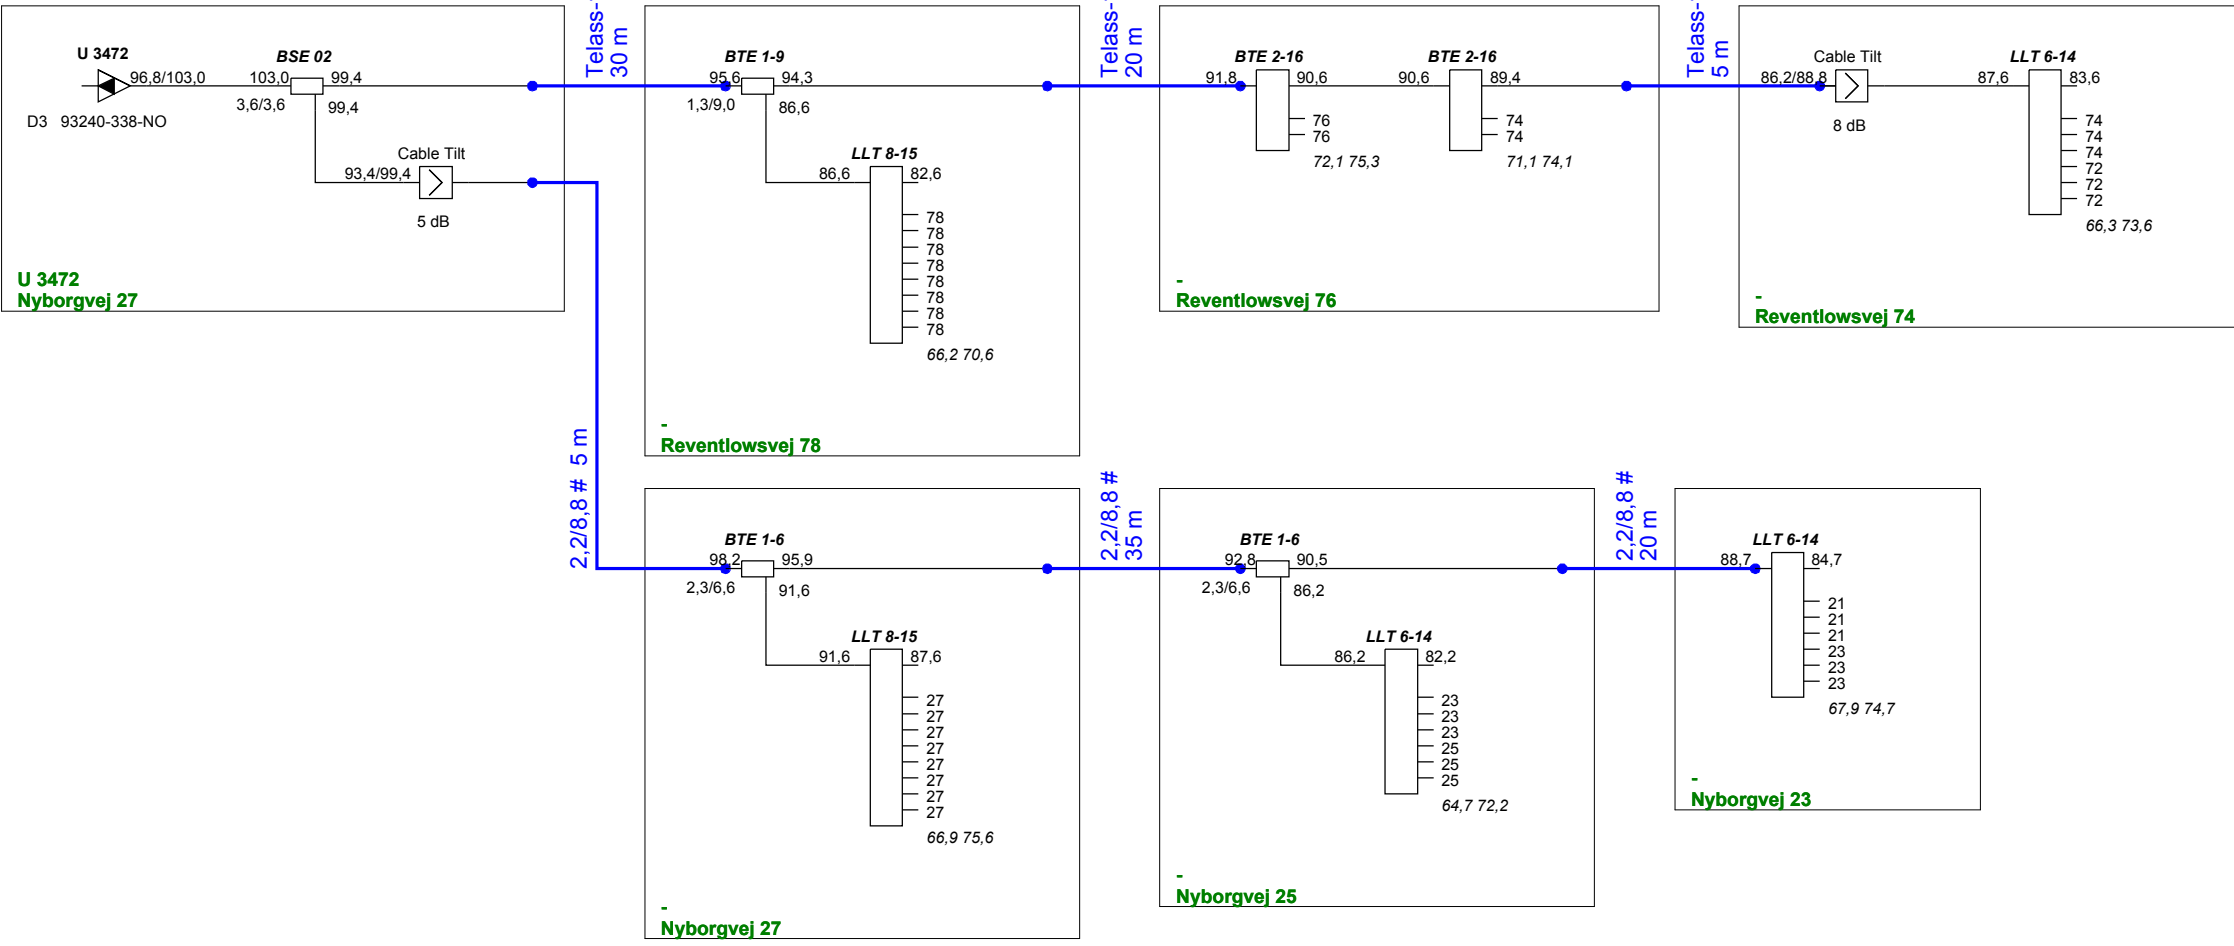 U 3472
96,8/103,0
D3 93240-338-NO
BSE 02
103,0
99,4
3,6/3,6
99,4
Cable Tilt
93,4/99,4
5 dB
U 3472
Nyborgvej 27
30 m
BTE 1-9
95,6
94,3
1,3/9,0
86,6
LLT 8-15
86,6
82,6
78
78
78
78
78
78
78
78
66,2 70,6
-
Reventlowsvej 78
20 m
BTE 2-16
91,8
90,6
76
76
72,1 75,3
BTE 2-16
90,6
89,4
74
74
71,1 74,1
-
Reventlowsvej 76
5 m
Cable Tilt
86,2/88,8
8 dB
LLT 6-14
87,6
83,6
74
74
74
72
72
72
66,3 73,6
-
Reventlowsvej 74
2,2/8,8 # 5 m
BTE 1-6
98,2
95,9
2,3/6,6
91,6
LLT 8-15
91,6
87,6
27
27
27
27
27
27
27
27
66,9 75,6
-
Nyborgvej 27
2,2/8,8 #
35 m
BTE 1-6
92,8
90,5
2,3/6,6
86,2
LLT 6-14
86,2
82,2
23
23
23
25
25
25
64,7 72,2
-
Nyborgvej 25
2,2/8,8 #
20 m
LLT 6-14
88,7
84,7
21
21
21
23
23
23
67,9 74,7
-
Nyborgvej 23